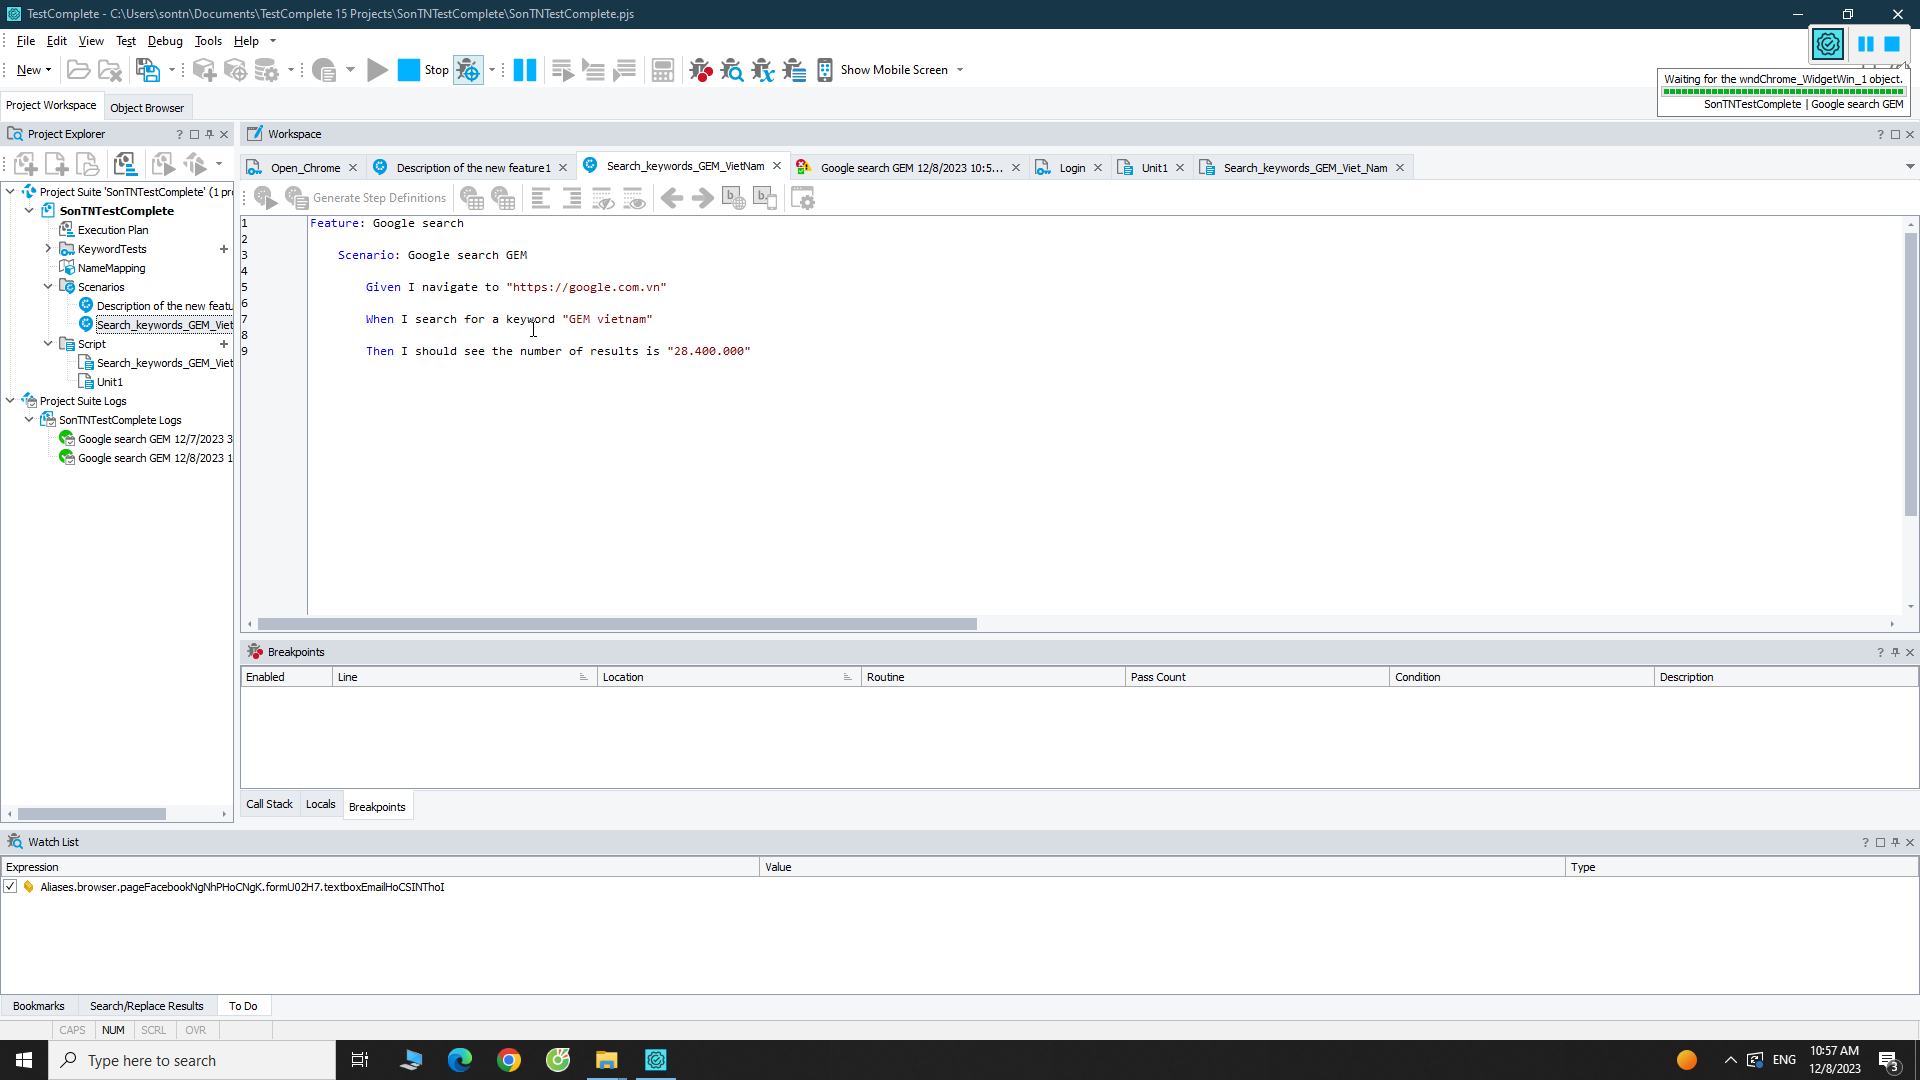 TestComplete - C:\Users\sontn\Documents\TestComplete 15 Projects\SonTNTestComplete\SonTNTestComplete.pjs
File Edit View Test Debug Tools Help
New Stop Show Mobile Screen
Waiting for the wndChrome_WidgetWin_1 object.
SonTNTestComplete | Google search GEM
Project Workspace Object Browser
Project Explorer
Workspace
Open_Chrome Description of the new feature1 Search_keywords_GEM_VietNam Google search GEM 12/8/2023 10:5... Login Unit1 Search_keywords_GEM_Viet_Nam
Generate Step Definitions
Project Suite 'SonTNTestComplete' (1 pr
SonTNTestComplete
Execution Plan
KeywordTests
NameMapping
Scenarios
Description of the new featu
Search_keywords_GEM_Viet
Script
Search_keywords_GEM_Viet
Unit1
Project Suite Logs
SonTNTestComplete Logs
Google search GEM 12/7/2023 3
Google search GEM 12/8/2023 1
1 Feature: Google search
2
3 Scenario: Google search GEM
4
5 Given I navigate to "https://google.com.vn"
6
7 When I search for a keyword "GEM vietnam"
8
9 Then I should see the number of results is "28.400.000"
Breakpoints
Enabled Line Location Routine Pass Count Condition Description
Call Stack Locals Breakpoints
Watch List
Expression Value Type
Aliases.browser.pageFacebookNgNhPHoCNgK.formU02H7.textboxEmailHoCSINThoI
Bookmarks Search/Replace Results To Do
CAPS NUM SCRL OVR
Type here to search
ENG
10:57 AM
12/8/2023
3